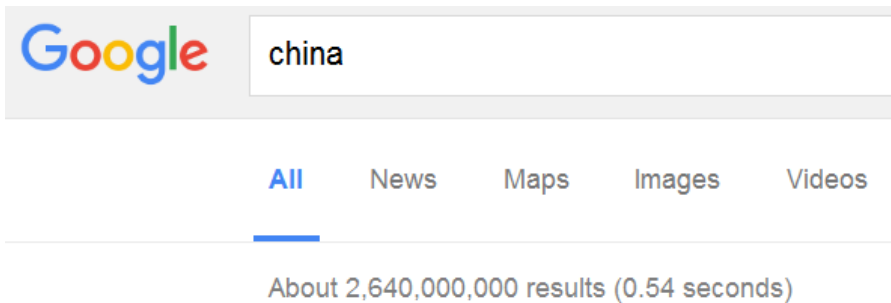 Google china
All News Maps Images Videos
About 2,640,000,000 results (0.54 seconds)